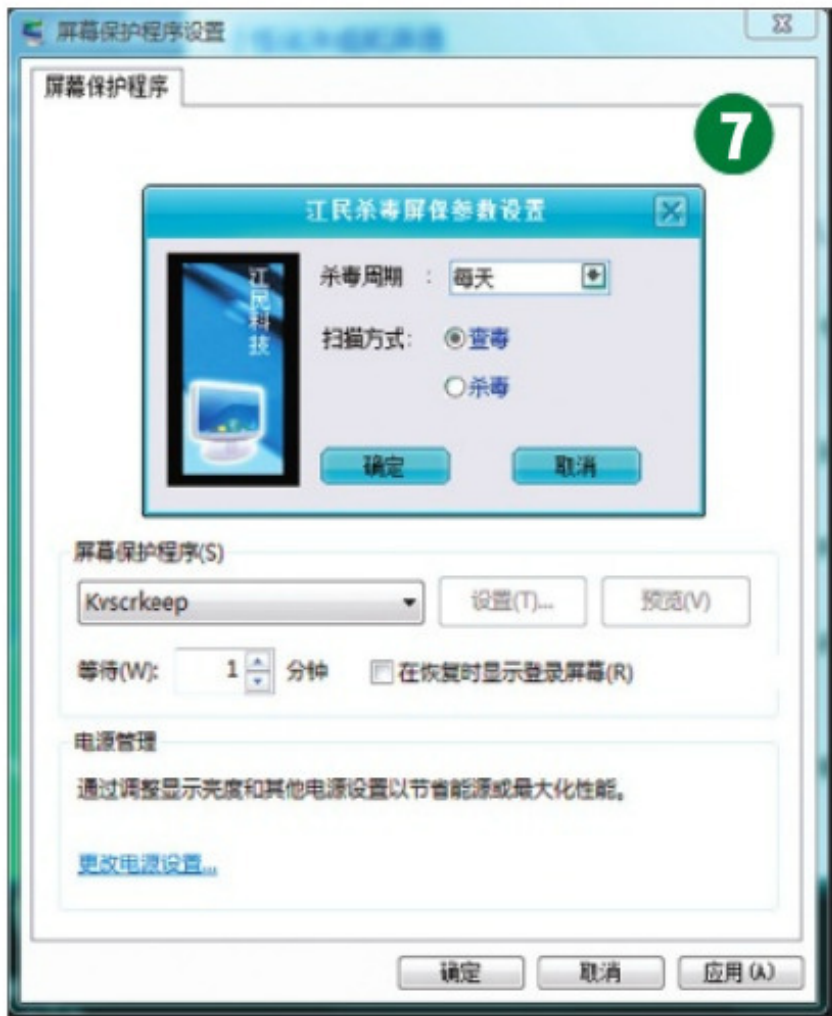 屏幕保护程序设置
屏幕保护程序
7
江民杀毒屏保参数设置
江民科技
杀毒周期 : 每天
扫描方式: 查毒
杀毒
确定 取消
屏幕保护程序(S)
Kvscrkeep 设置(T)... 预览(V)
等待(W): 1 分钟 在恢复时显示登录屏幕(R)
电源管理
通过调整显示亮度和其他电源设置以节省能源或最大化性能。
更改电源设置...
确定 取消 应用(A)